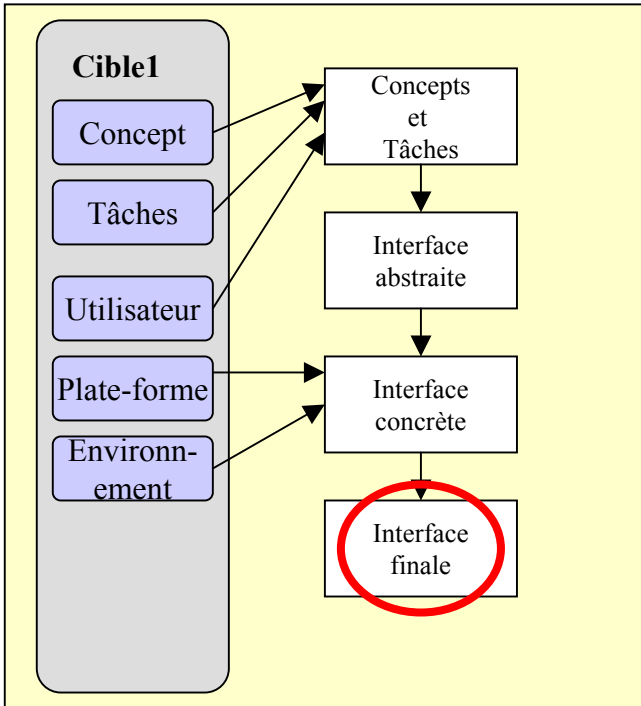 Cible1
Concept
Tâches
Utilisateur
Plate-forme
Environn-
ement
Concepts
et
Tâches
Interface
abstraite
Interface
concrète
Interface
finale